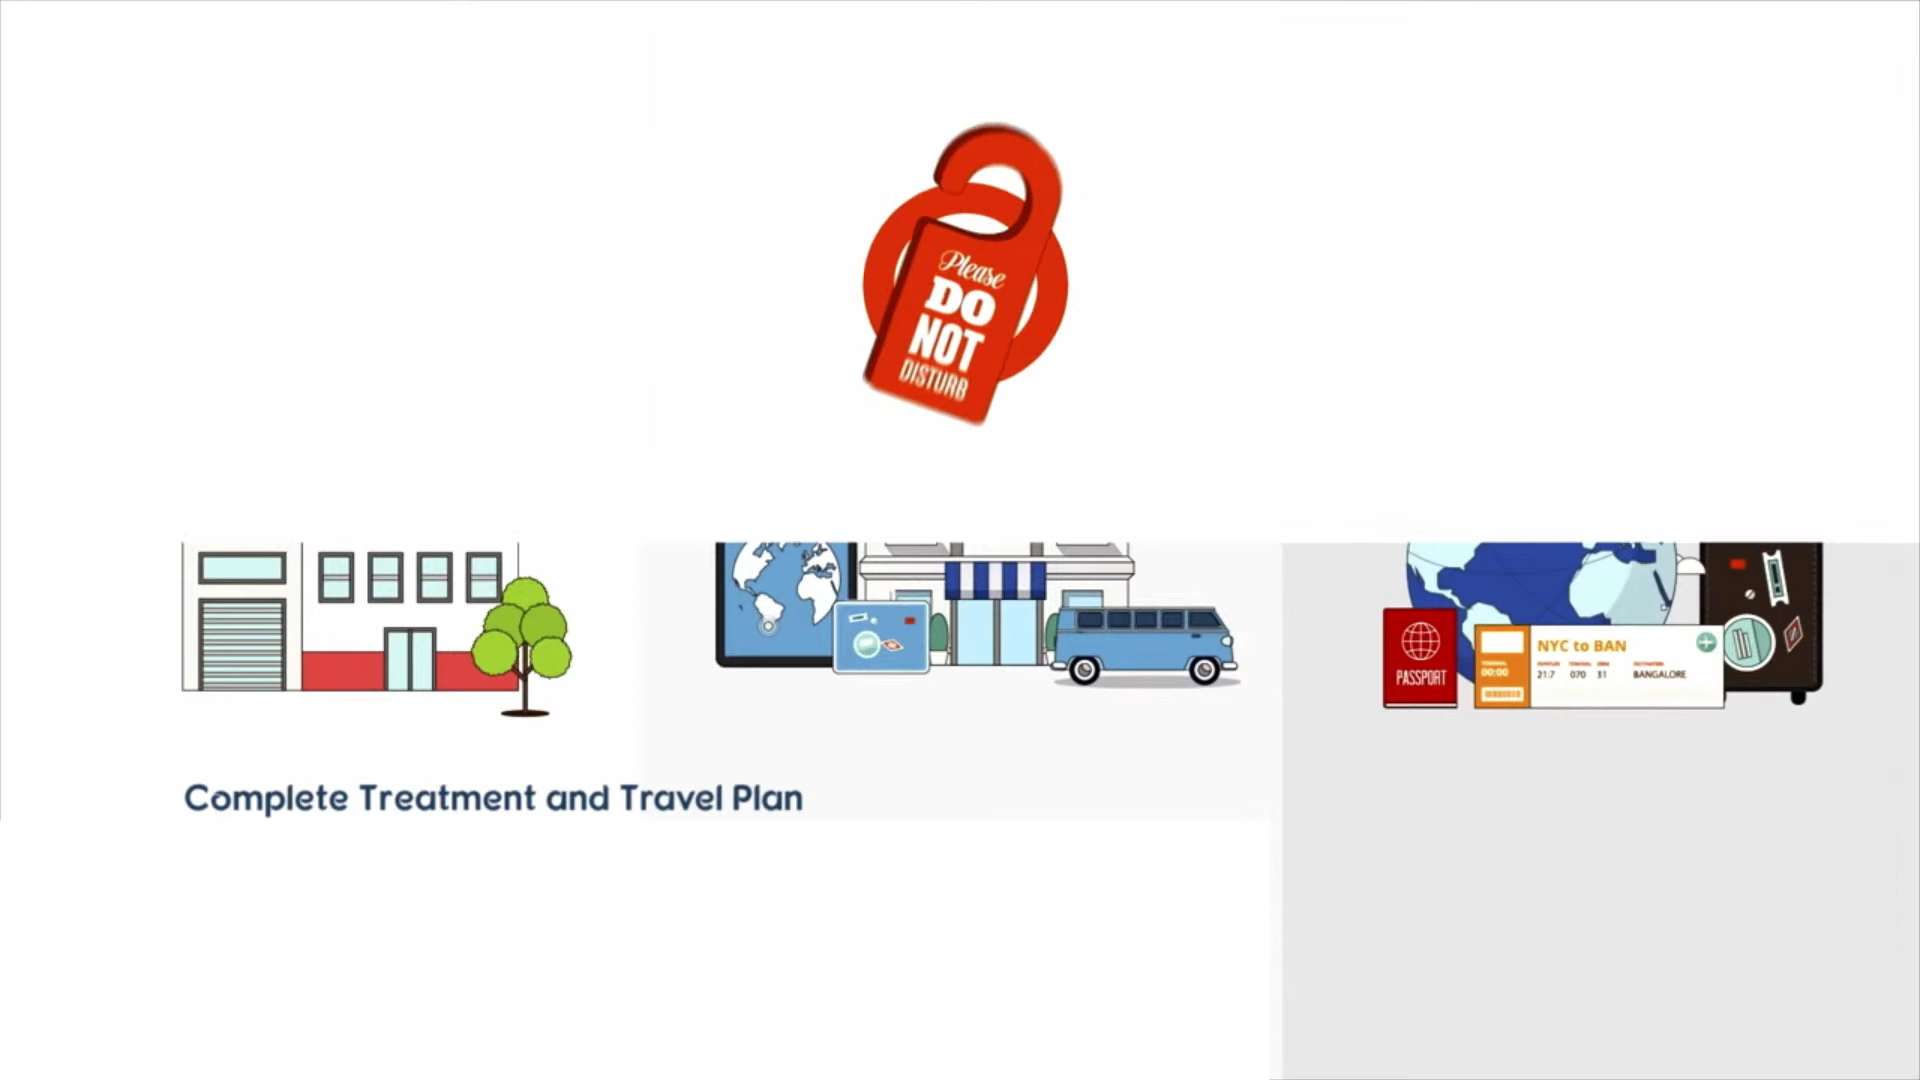 Please
DO
NOT
DISTURB
PASSPORT
00:00
NYC to BAN
21:7 070 31 BANGALORE
Complete Treatment and Travel Plan